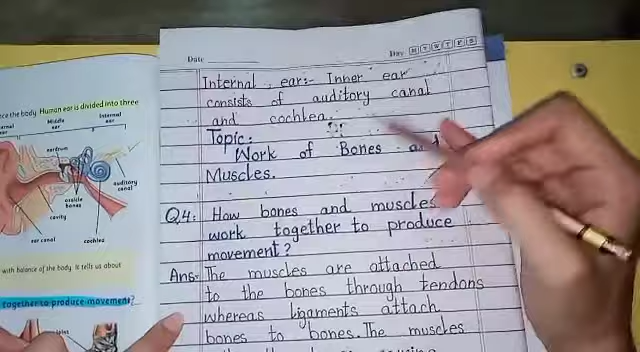 Date
Day M T W T F S
Internal ear:- Inner ear
consists of auditory canal
and cochlea.
Topic:
Work of Bones and
Muscles.
Q4: How bones and muscles
work together to produce
movement?
Ans:- The muscles are attached
to the bones through tendons
whereas ligaments attach
bones to bones. The muscles
ce the body. Human ear is divided into three
Middle
ear
Internal
ear
eardrum
ossicle
bones
auditory
canal
cavity
ear canal
cochlea
with balance of the body. It tells us about
together to produce movement?